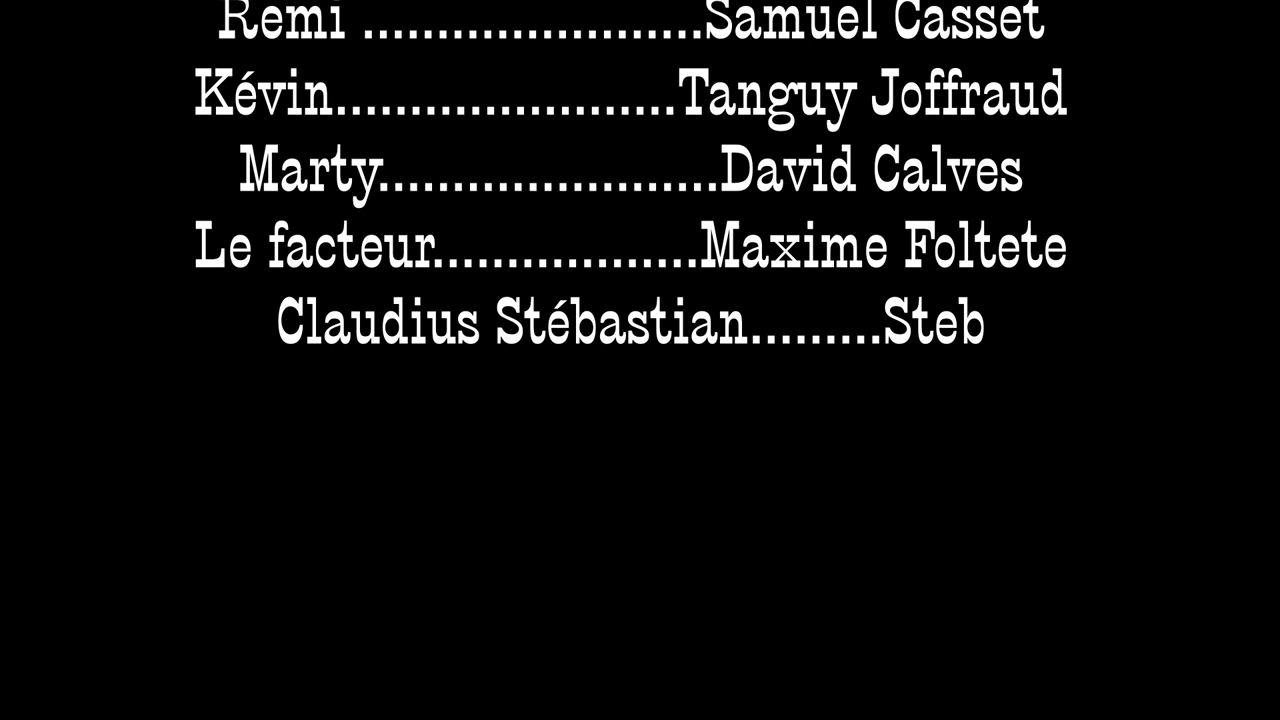 Remi .......................Samuel Casset
Kévin.......................Tanguy Joffraud
Marty.......................David Calves
Le facteur..................Maxime Foltete
Claudius Stébastian.........Steb